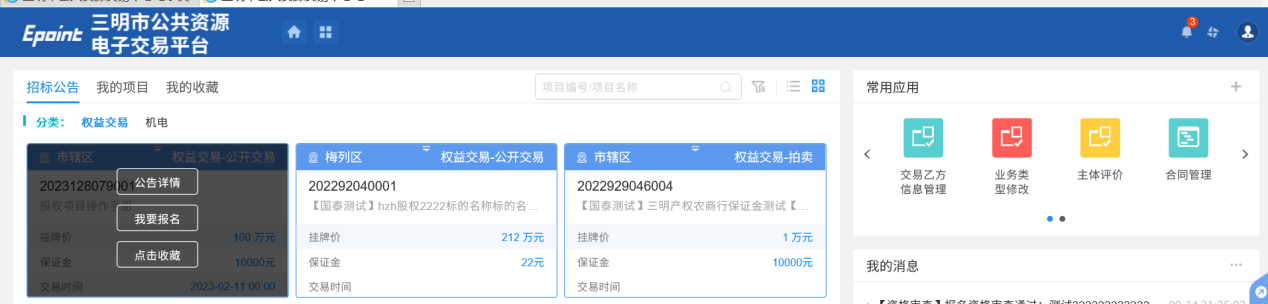 Epoint 三明市公共资源
电子交易平台
3
招标公告 我的项目 我的收藏
项目编号/项目名称
分类： 权益交易 机电
市辖区 权益交易-公开交易
2023128079001
公告详情
股权项目操作手册
我要报名
挂牌价 100 万元
点击收藏
保证金 10000元
交易时间 2023-02-11 00:00
梅列区 权益交易-公开交易
202292040001
【国泰测试】hzh股权2222标的名称标的名...
挂牌价 212 万元
保证金 22元
交易时间
市辖区 权益交易-拍卖
2022929046004
【国泰测试】三明产权农商行保证金测试【...
挂牌价 1 万元
保证金 10000元
交易时间
常用应用
交易乙方
信息管理
业务类
型修改
主体评价
合同管理
我的消息